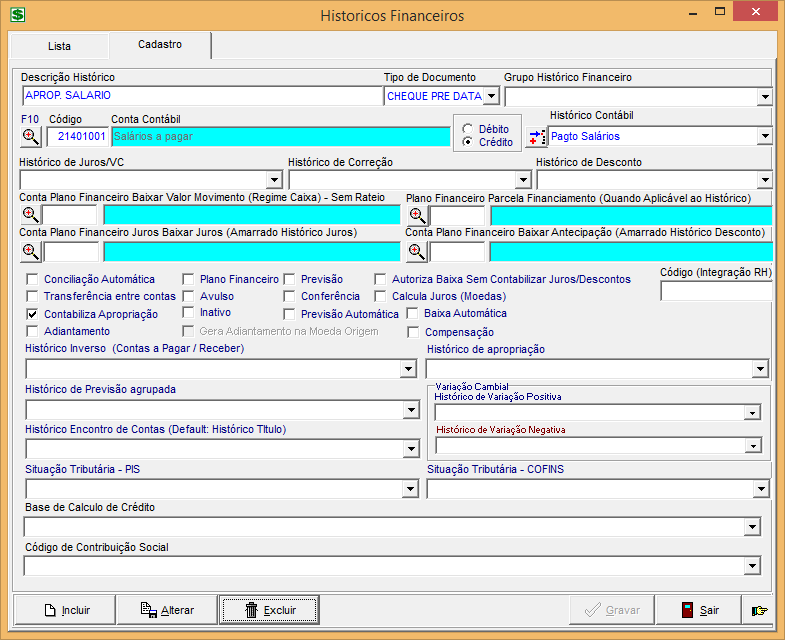 Historicos Financeiros
Lista
Cadastro
Descrição Histórico
Tipo de Documento
Grupo Histórico Financeiro
APROP. SALARIO
CHEQUE PRE DATA
F10
Código
Conta Contábil
Débito
Crédito
Histórico Contábil
21401001
Salários a pagar
Pagto Salários
Histórico de Juros/VC
Histórico de Correção
Histórico de Desconto
Conta Plano Financeiro Baixar Valor Movimento (Regime Caixa) - Sem Rateio
Plano Financeiro Parcela Financiamento (Quando Aplicável ao Histórico)
Conta Plano Financeiro Juros Baixar Juros (Amarrado Histórico Juros)
Conta Plano Financeiro Baixar Antecipação (Amarrado Histórico Desconto)
Conciliação Automática
Plano Financeiro
Previsão
Autoriza Baixa Sem Contabilizar Juros/Descontos
Código (Integração RH)
Transferência entre contas
Avulso
Conferência
Calcula Juros (Moedas)
Contabiliza Apropriação
Inativo
Previsão Automática
Baixa Automática
Adiantamento
Gera Adiantamento na Moeda Origem
Compensação
Histórico Inverso (Contas a Pagar / Receber)
Histórico de apropriação
Histórico de Previsão agrupada
Variação Cambial
Histórico de Variação Positiva
Histórico Encontro de Contas (Default: Histórico Título)
Histórico de Variação Negativa
Situação Tributária - PIS
Situação Tributária - COFINS
Base de Calculo de Crédito
Código de Contribuição Social
Incluir
Alterar
Excluir
Gravar
Sair